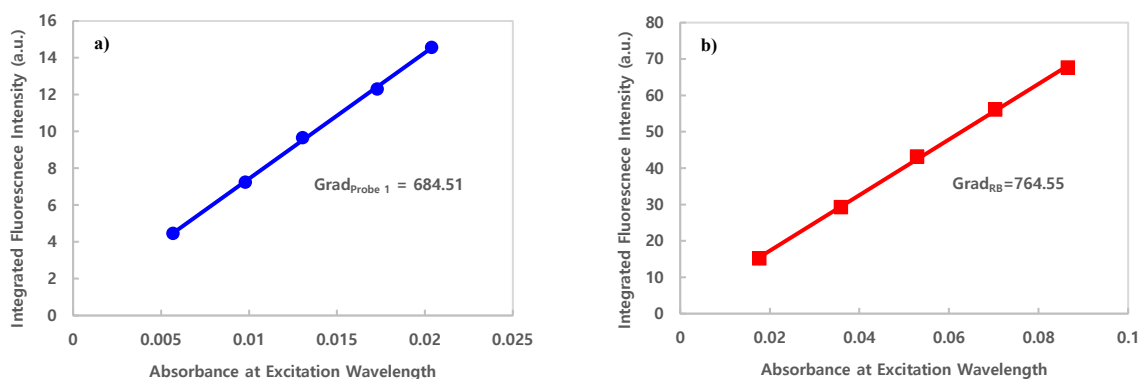 a)
Integrated Fluorescnece Intensity (a.u.)
16
14
12
10
8
6
4
2
0
Grad_Probe 1 = 684.51
0 0.005 0.01 0.015 0.02 0.025
Absorbance at Excitation Wavelength
b)
Integrated Fluorescnece Intensity (a.u.)
80
70
60
50
40
30
20
10
0
Grad_RB=764.55
0 0.02 0.04 0.06 0.08 0.1
Absorbance at Excitation Wavelength